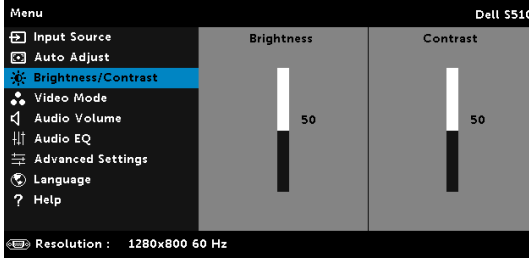 Menu
Dell S510
Input Source
Auto Adjust
Brightness/Contrast
Video Mode
Audio Volume
Audio EQ
Advanced Settings
Language
? Help
Brightness
50
Contrast
50
Resolution : 1280x800 60 Hz